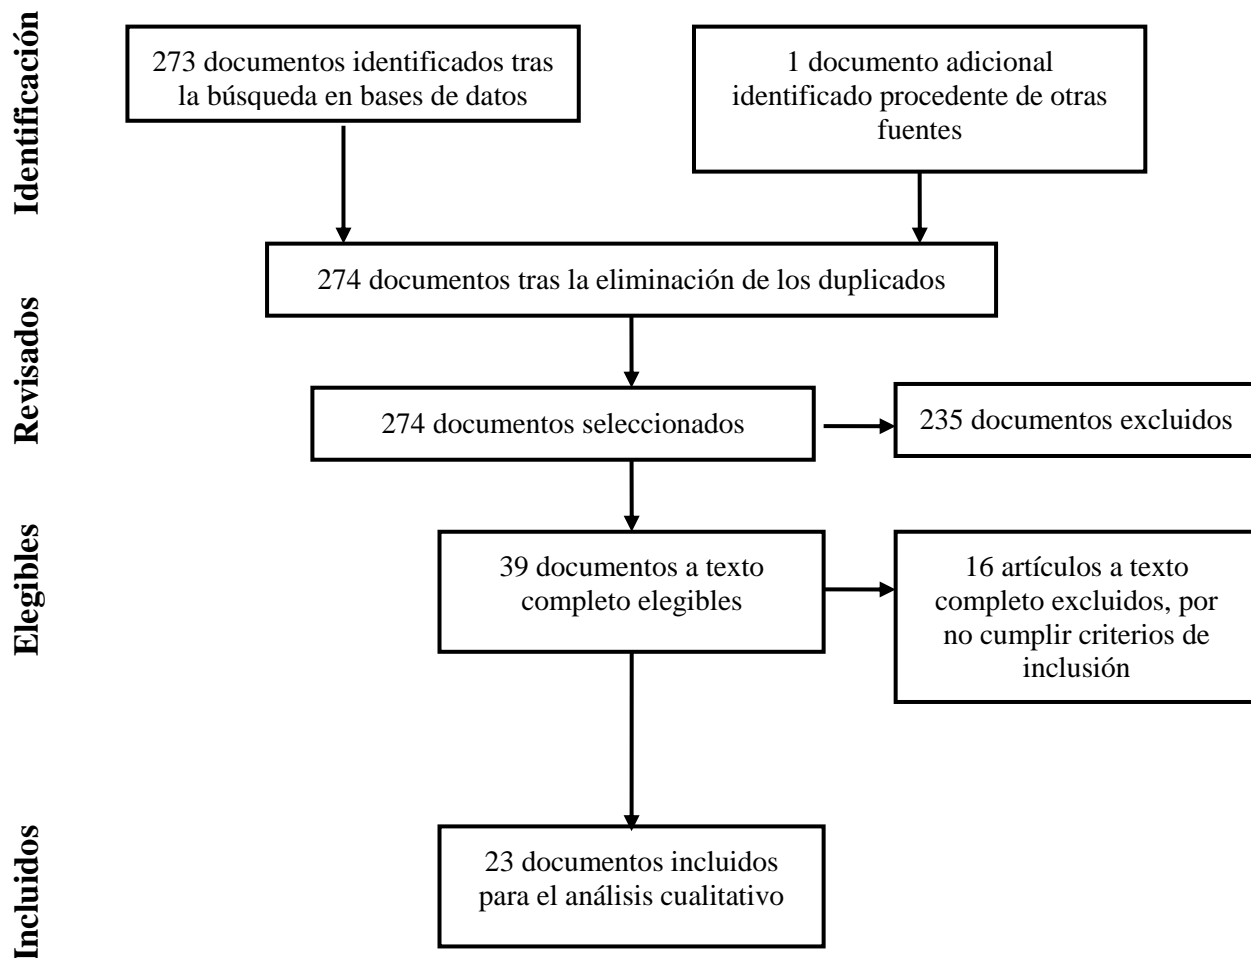 Identificación
273 documentos identificados tras
la búsqueda en bases de datos
1 documento adicional
identificado procedente de otras
fuentes
274 documentos tras la eliminación de los duplicados
Revisados
274 documentos seleccionados
235 documentos excluidos
Elegibles
39 documentos a texto
completo elegibles
16 artículos a texto
completo excluidos, por
no cumplir criterios de
inclusión
Incluidos
23 documentos incluidos
para el análisis cualitativo